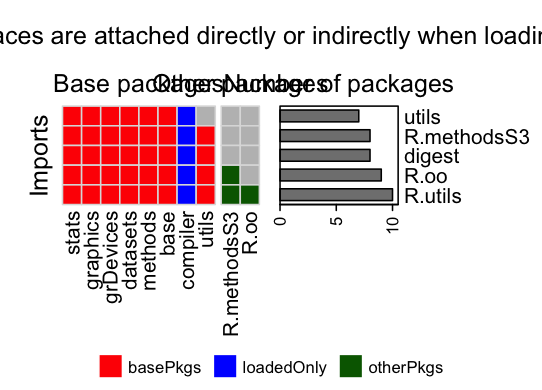 aces are attached directly or indirectly when loadin
Base packages
Other packages
Number of packages
Imports
utils
R.methodsS3
digest
R.oo
R.utils
0
5
10
stats
graphics
grDevices
datasets
methods
base
compiler
utils
R.methodsS3
R.oo
basePkgs
loadedOnly
otherPkgs